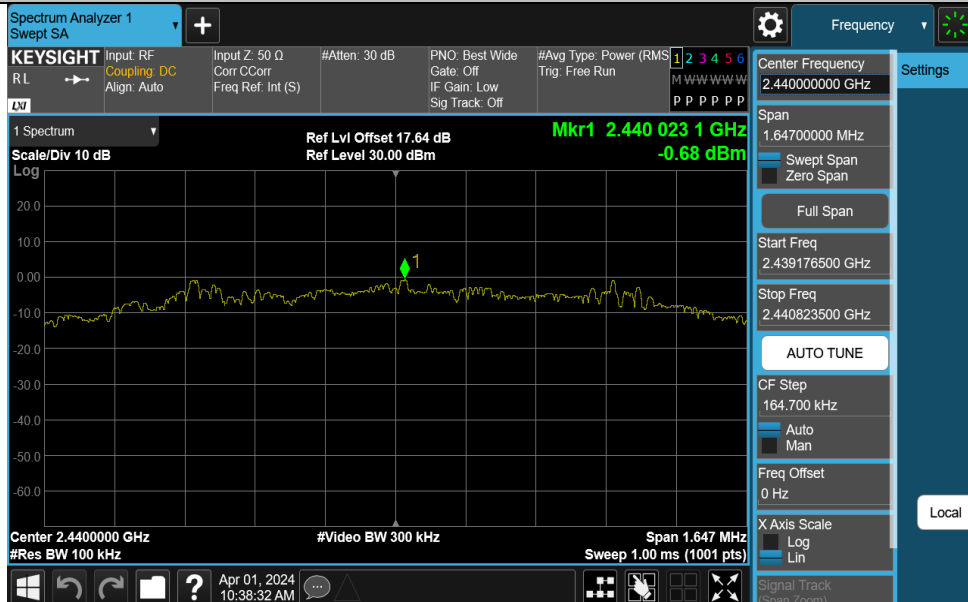 Spectrum Analyzer 1
Swept SA
Frequency
KEYSIGHT
RL
LXI
Input: RF
Coupling: DC
Align: Auto
Input Z: 50 Ω
Corr CCorr
Freq Ref: Int (S)
#Atten: 30 dB
PNO: Best Wide
Gate: Off
IF Gain: Low
Sig Track: Off
#Avg Type: Power (RMS
Trig: Free Run
1 2 3 4 5 6
M W W W W W
P P P P P P
1 Spectrum
Scale/Div 10 dB
Log
Ref Lvl Offset 17.64 dB
Ref Level 30.00 dBm
Mkr1 2.440 023 1 GHz
-0.68 dBm
20.0
10.0
0.00
-10.0
-20.0
-30.0
-40.0
-50.0
-60.0
1
Center 2.4400000 GHz
#Res BW 100 kHz
#Video BW 300 kHz
Span 1.647 MHz
Sweep 1.00 ms (1001 pts)
Center Frequency
2.440000000 GHz
Span
1.64700000 MHz
Swept Span
Zero Span
Full Span
Start Freq
2.439176500 GHz
Stop Freq
2.440823500 GHz
AUTO TUNE
CF Step
164.700 kHz
Auto
Man
Freq Offset
0 Hz
X Axis Scale
Log
Lin
Signal Track
(Span Zoom)
Settings
Local
?
Apr 01, 2024
10:38:32 AM